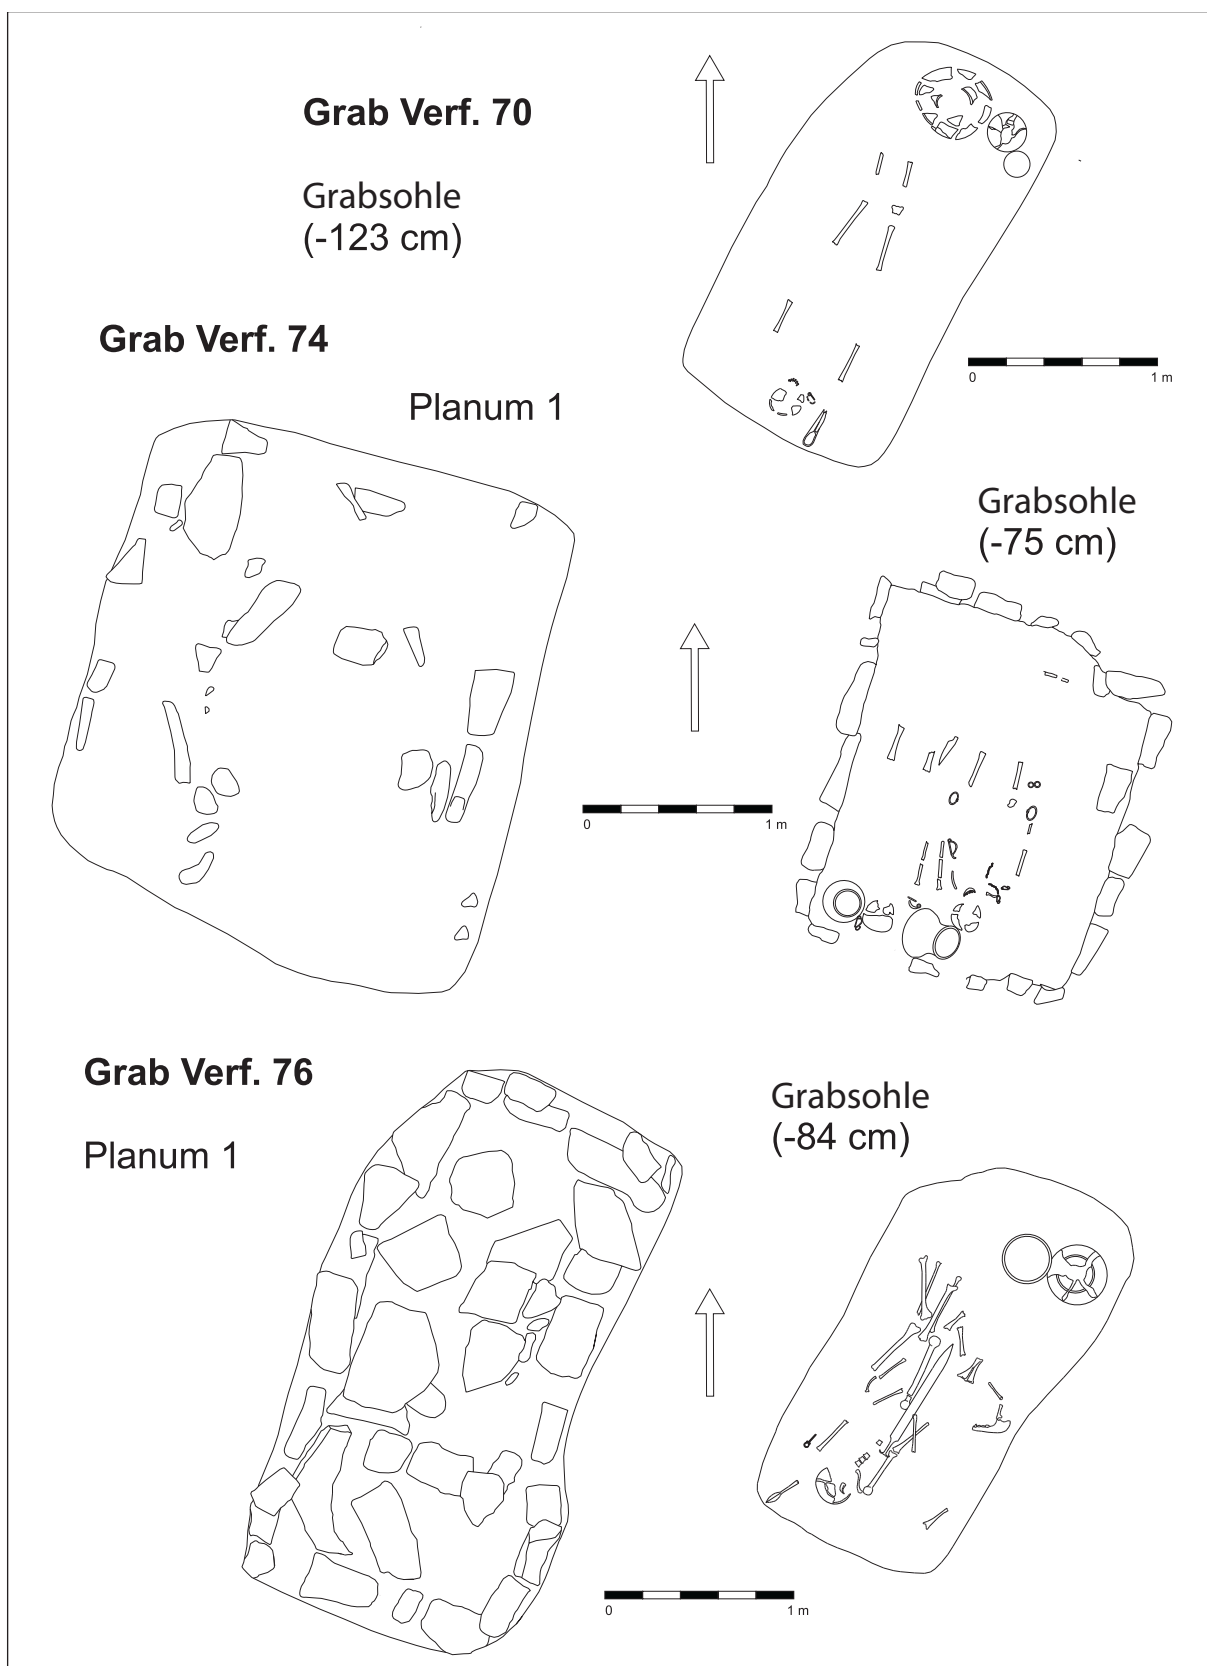 Grab Verf. 70
Grabsohle
(-123 cm)
0 1 m
Grab Verf. 74
Planum 1
Grabsohle
(-75 cm)
0 1 m
Grab Verf. 76
Planum 1
Grabsohle
(-84 cm)
0 1 m